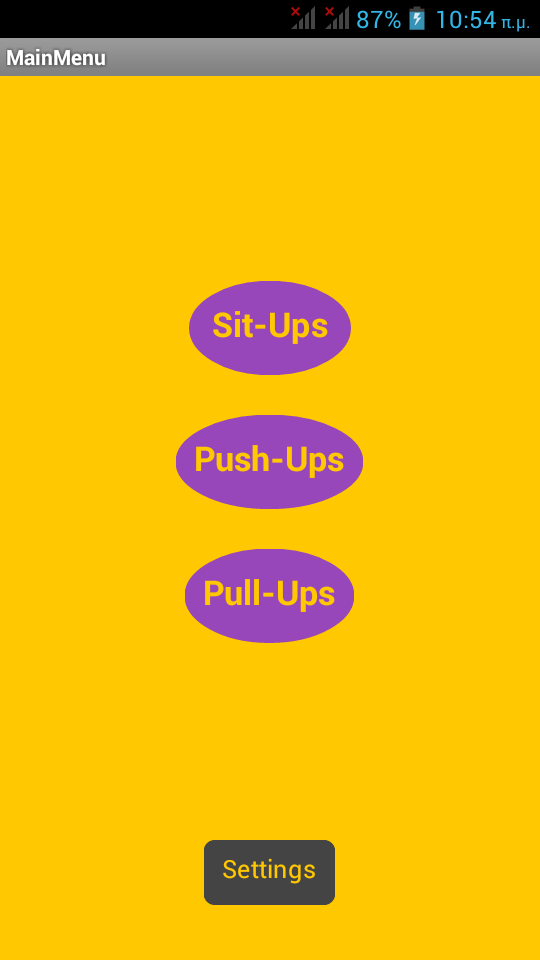 87% 10:54 π.μ.
MainMenu
Sit-Ups
Push-Ups
Pull-Ups
Settings